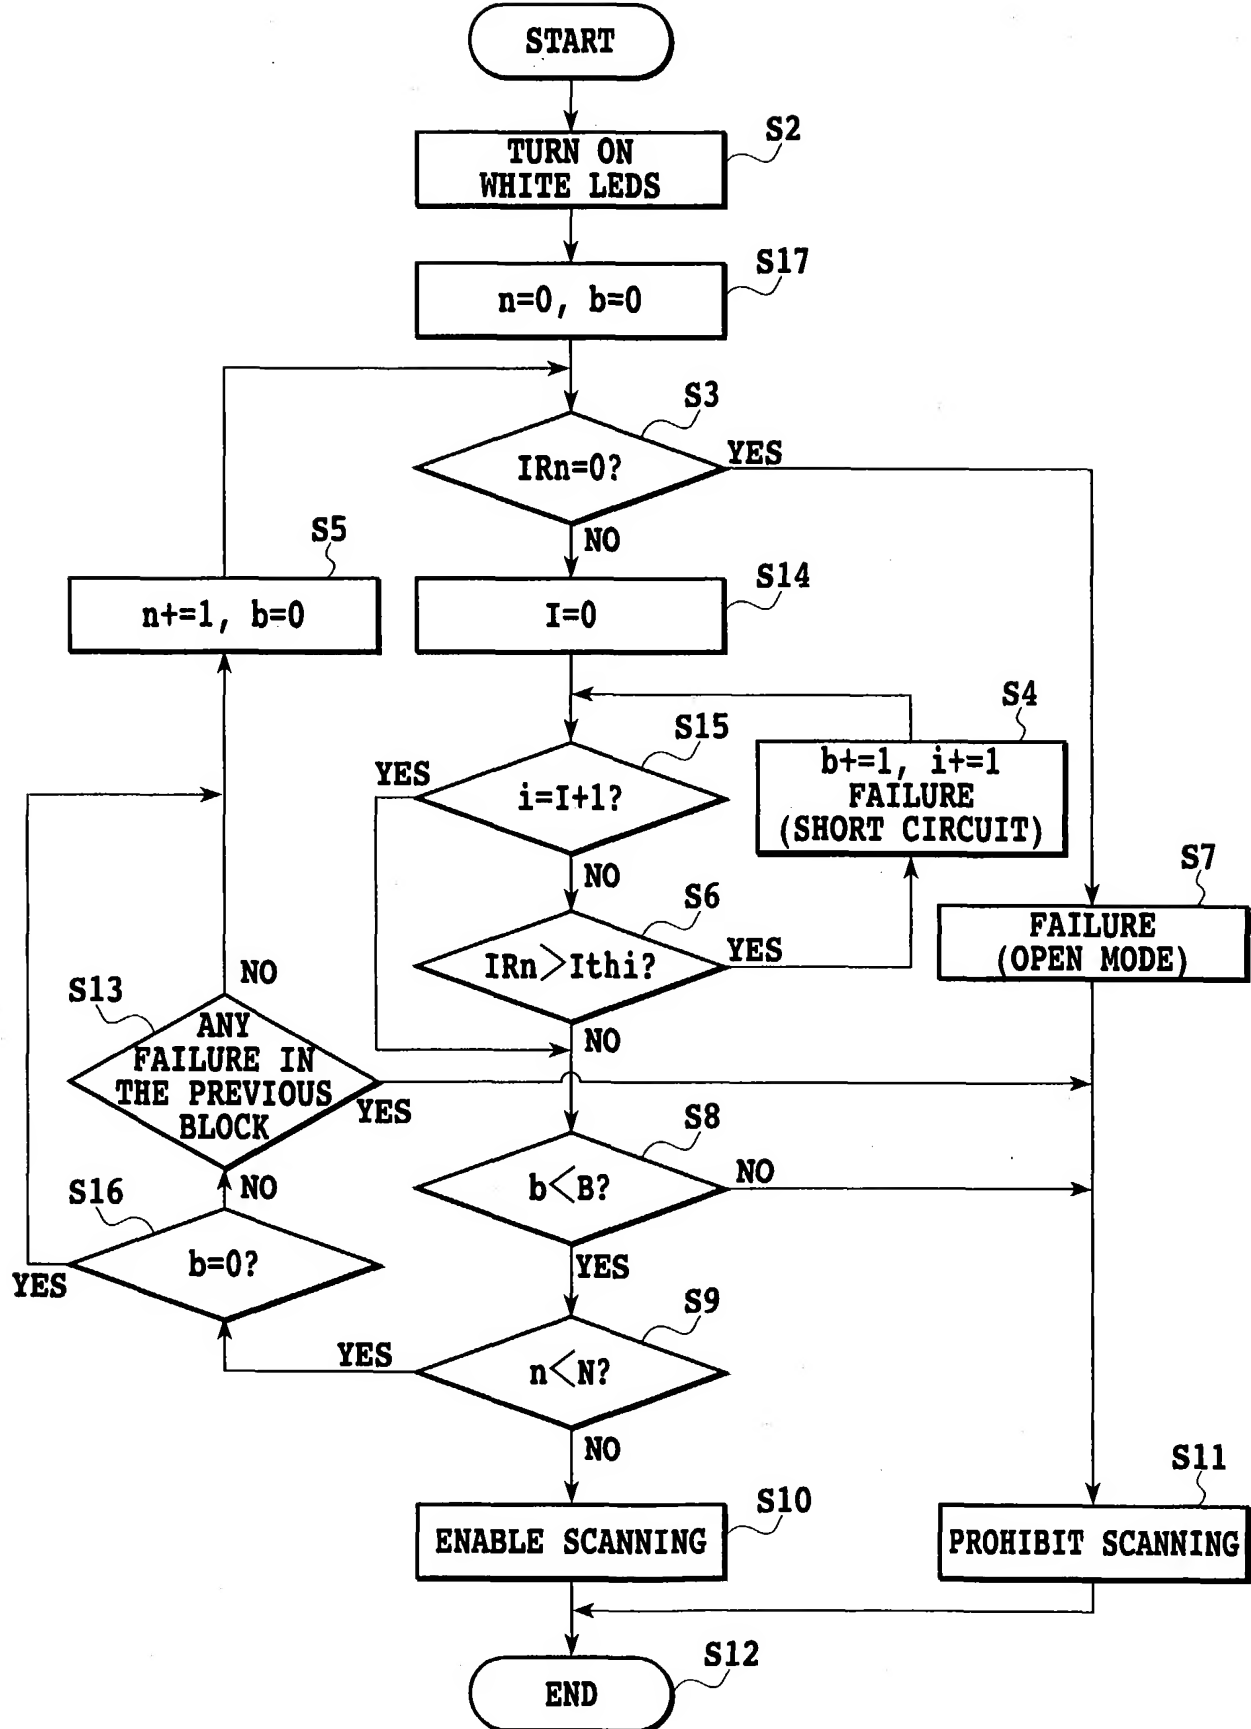 START
S2
TURN ON
WHITE LEDS
S17
n=0, b=0
S3
IRn=0?
YES
NO
S5
n+=1, b=0
S14
I=0
S4
b+=1, i+=1
FAILURE
(SHORT CIRCUIT)
S15
i=I+1?
YES
NO
S7
FAILURE
(OPEN MODE)
S6
IRn>Ithi?
YES
NO
S13
ANY
FAILURE IN
THE PREVIOUS
BLOCK
NO
YES
S8
b<B?
NO
YES
S16
b=0?
NO
YES
S9
n<N?
YES
NO
S10
ENABLE SCANNING
S11
PROHIBIT SCANNING
S12
END